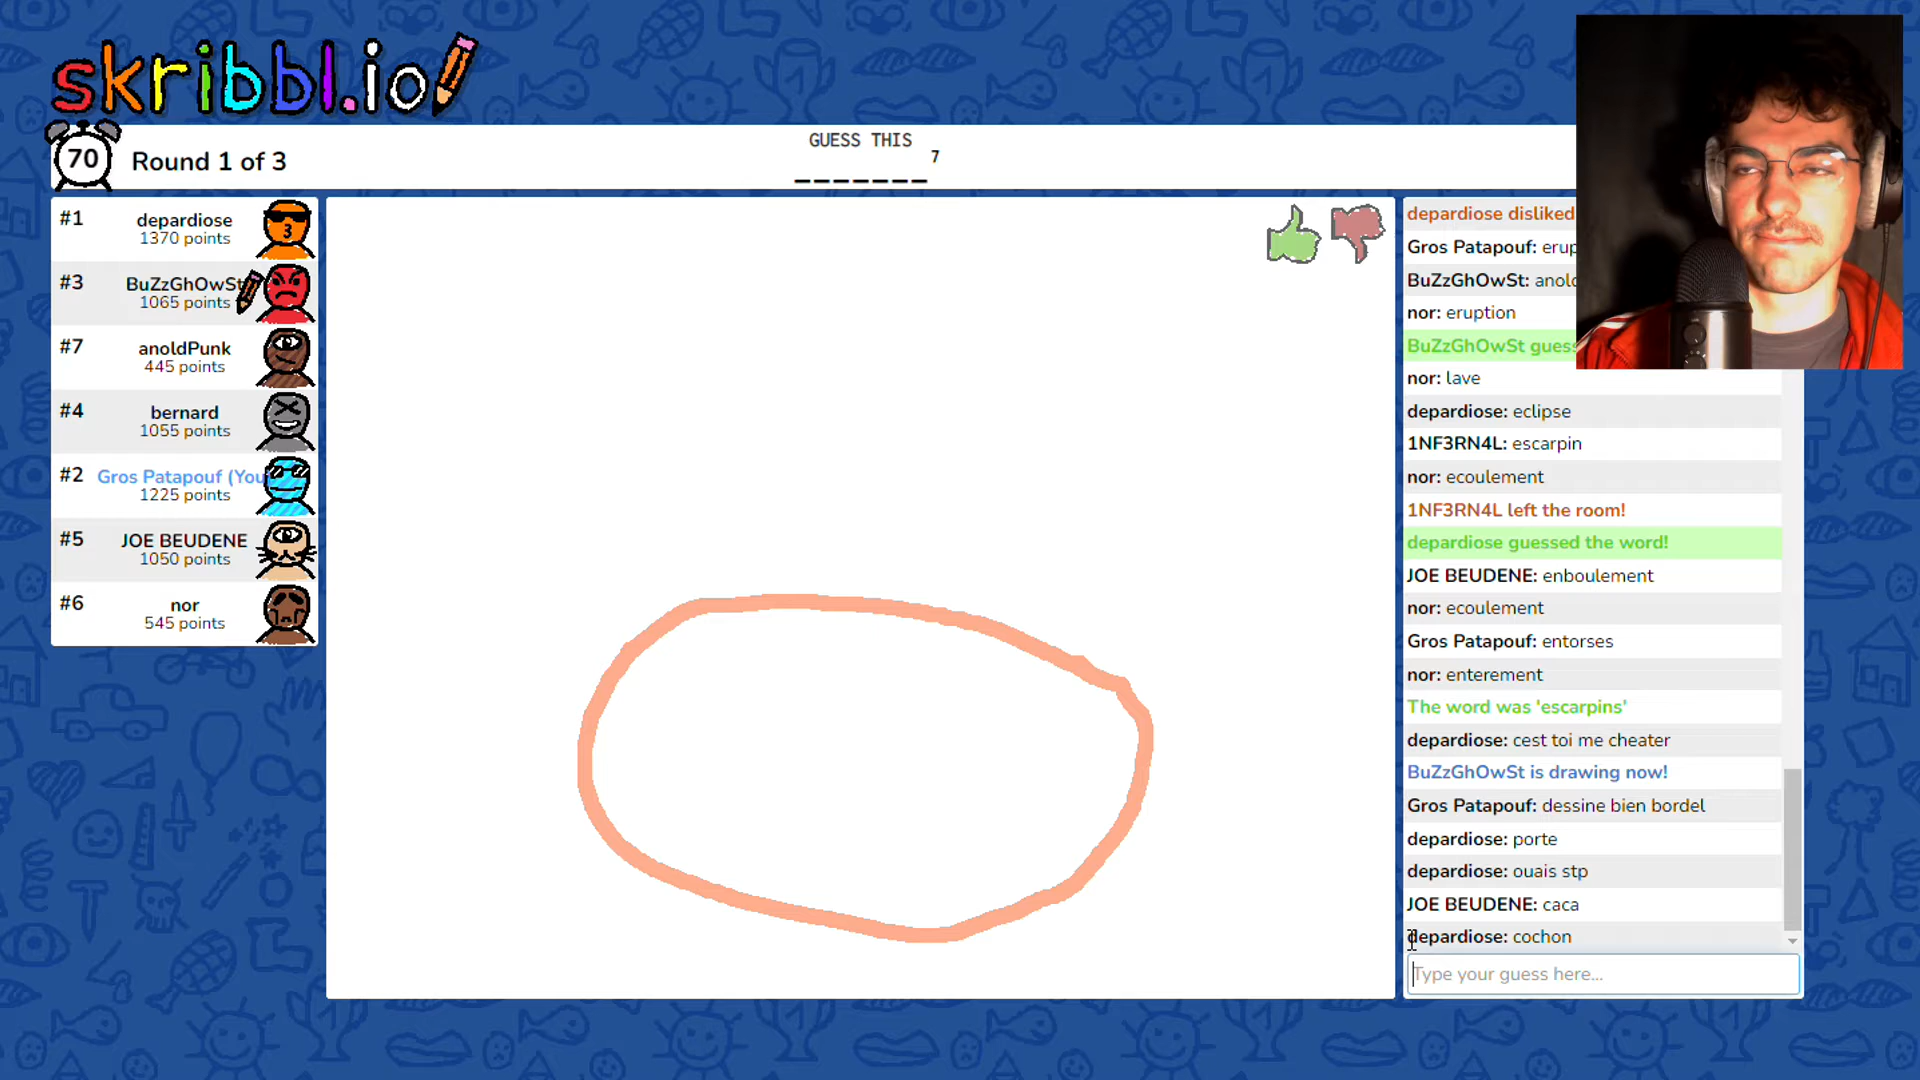 skribbl.io
70
Round 1 of 3
GUESS THIS
_______ 7
#1
depardiose
1370 points
#3
BuZzGhOwSt
1065 points
#7
anoldPunk
445 points
#4
bernard
1055 points
#2
Gros Patapouf (You
1225 points
#5
JOE BEUDENE
1050 points
#6
nor
545 points
depardiose disliked
Gros Patapouf: erup
BuZzGhOwSt: anol
nor: eruption
BuZzGhOwSt gues
nor: lave
depardiose: eclipse
1NF3RN4L: escarpin
nor: ecoulement
1NF3RN4L left the room!
depardiose guessed the word!
JOE BEUDENE: enboulement
nor: ecoulement
Gros Patapouf: entorses
nor: enterement
The word was 'escarpins'
depardiose: cest toi me cheater
BuZzGhOwSt is drawing now!
Gros Patapouf: dessine bien bordel
depardiose: porte
depardiose: ouais stp
JOE BEUDENE: caca
depardiose: cochon
Type your guess here...